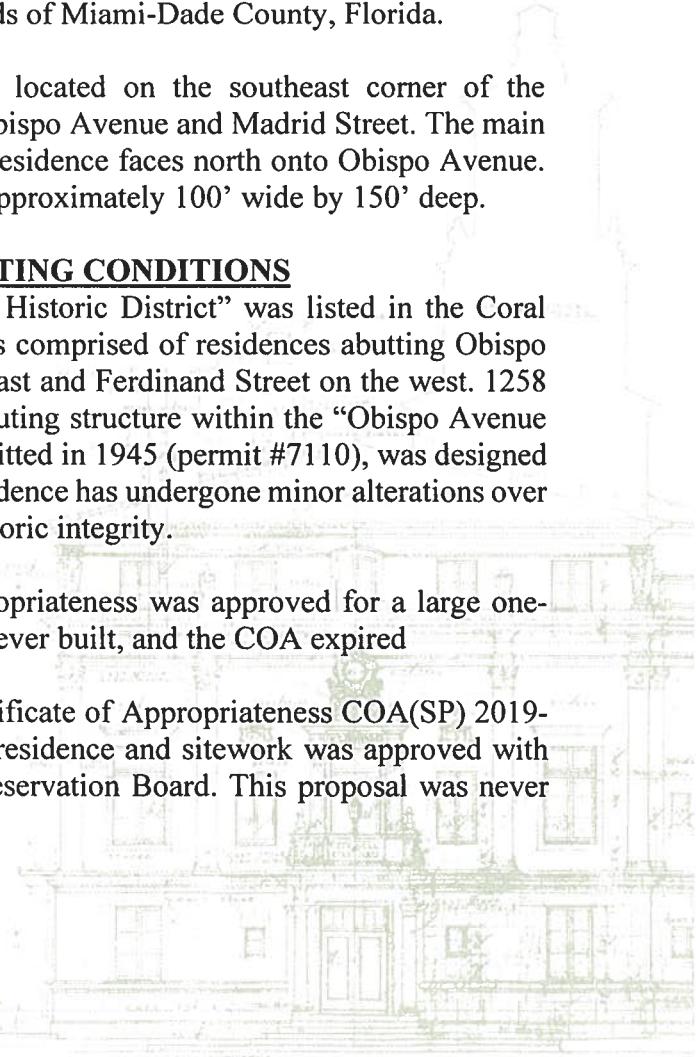 ds of Miami-Dade County, Florida.
located on the southeast corner of the
bispo Avenue and Madrid Street. The main
esidence faces north onto Obispo Avenue.
pproximately 100’ wide by 150’ deep.
TING CONDITIONS
Historic District” was listed in the Coral
s comprised of residences abutting Obispo
ast and Ferdinand Street on the west. 1258
uting structure within the “Obispo Avenue
itted in 1945 (permit #7110), was designed
dence has undergone minor alterations over
oric integrity.
opriateness was approved for a large one-
ever built, and the COA expired
ificate of Appropriateness COA(SP) 2019-
residence and sitework was approved with
eservation Board. This proposal was never